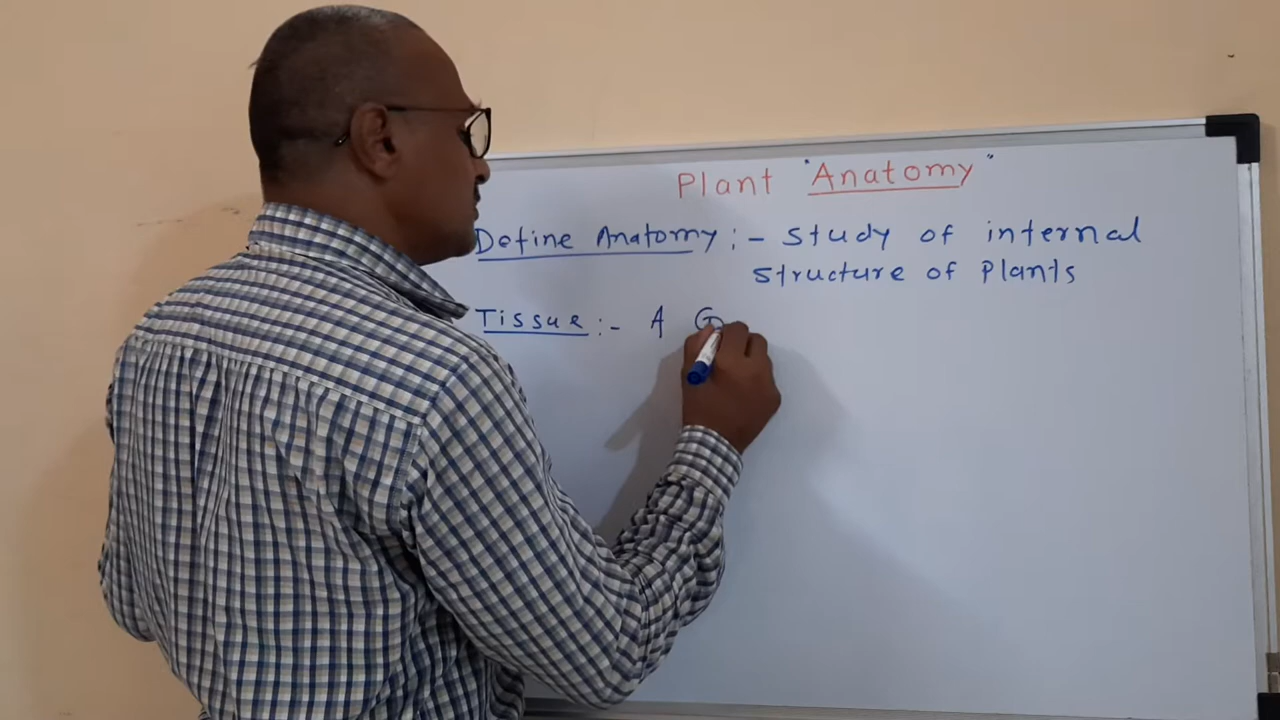 Plant "Anatomy"
Define Anatomy :- Study of internal
structure of Plants
Tissue :- A G